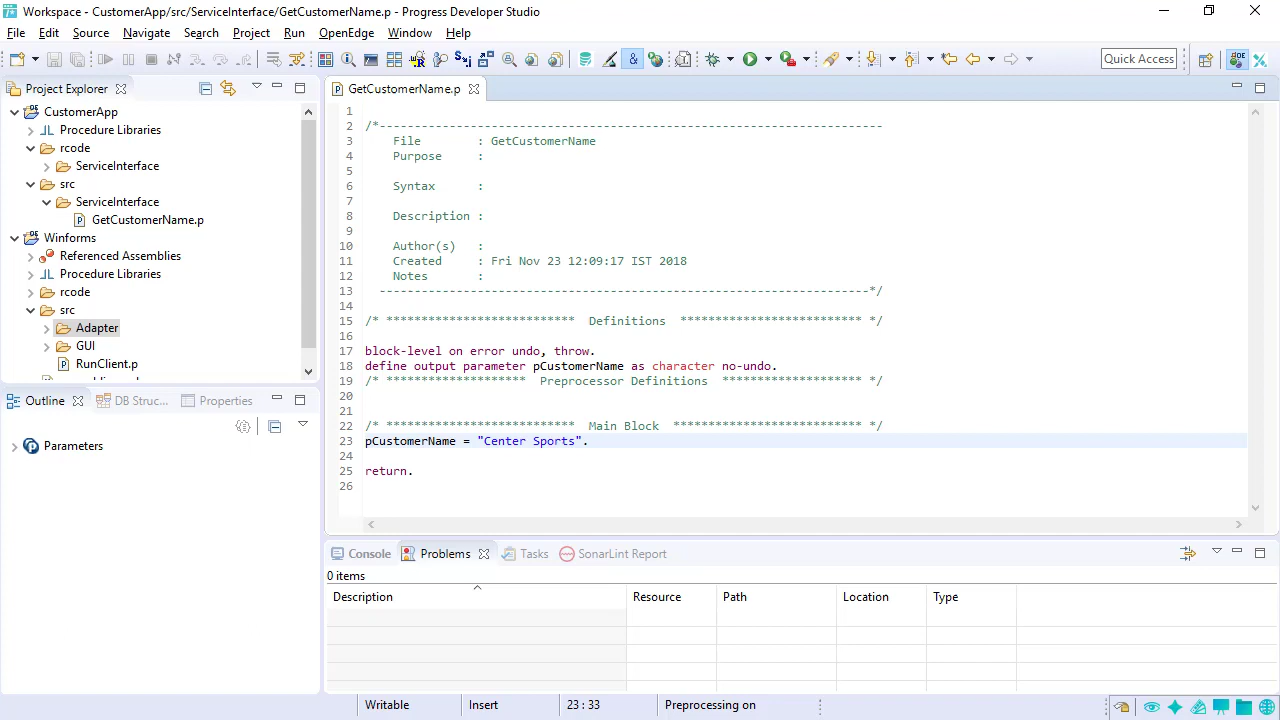 Workspace - CustomerApp/src/ServiceInterface/GetCustomerName.p - Progress Developer Studio
File Edit Source Navigate Search Project Run OpenEdge Window Help
Quick Access
Project Explorer
CustomerApp
Procedure Libraries
rcode
ServiceInterface
src
ServiceInterface
GetCustomerName.p
Winforms
Referenced Assemblies
Procedure Libraries
rcode
src
Adapter
GUI
RunClient.p
Outline DB Struc... Properties
Parameters
GetCustomerName.p
1
2 /*------------------------------------------------------------------------
3 File : GetCustomerName
4 Purpose :
5
6 Syntax :
7
8 Description :
9
10 Author(s) :
11 Created : Fri Nov 23 12:09:17 IST 2018
12 Notes :
13 ----------------------------------------------------------------------*/
14
15 /* *************************** Definitions ************************** */
16
17 block-level on error undo, throw.
18 define output parameter pCustomerName as character no-undo.
19 /* ******************** Preprocessor Definitions ******************** */
20
21
22 /* *************************** Main Block *************************** */
23 pCustomerName = "Center Sports".
24
25 return.
26
Console Problems Tasks SonarLint Report
0 items
Description Resource Path Location Type
Writable Insert 23 : 33 Preprocessing on